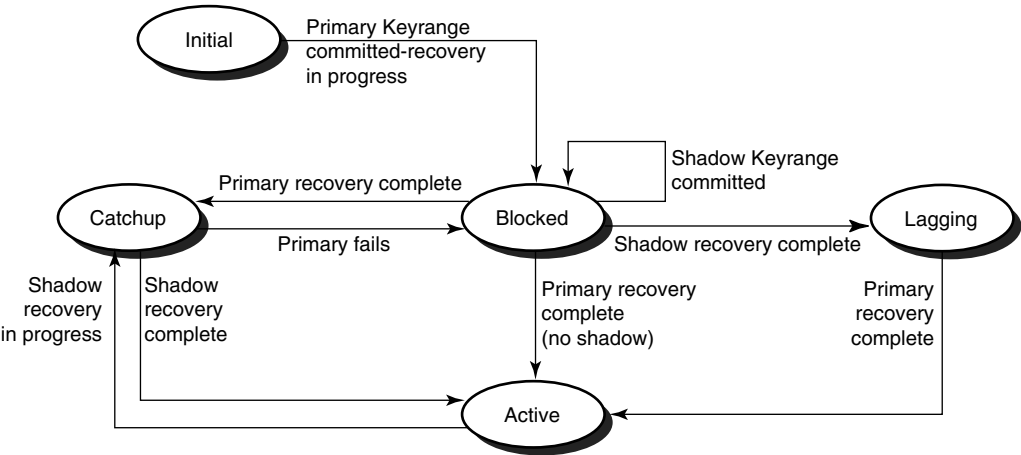 Initial
Primary Keyrange
committed-recovery
in progress
Shadow Keyrange
committed
Primary recovery complete
Catchup
Blocked
Lagging
Primary fails
Shadow recovery complete
Shadow
recovery
in progress
Shadow
recovery
complete
Primary recovery
complete
(no shadow)
Primary
recovery
complete
Active